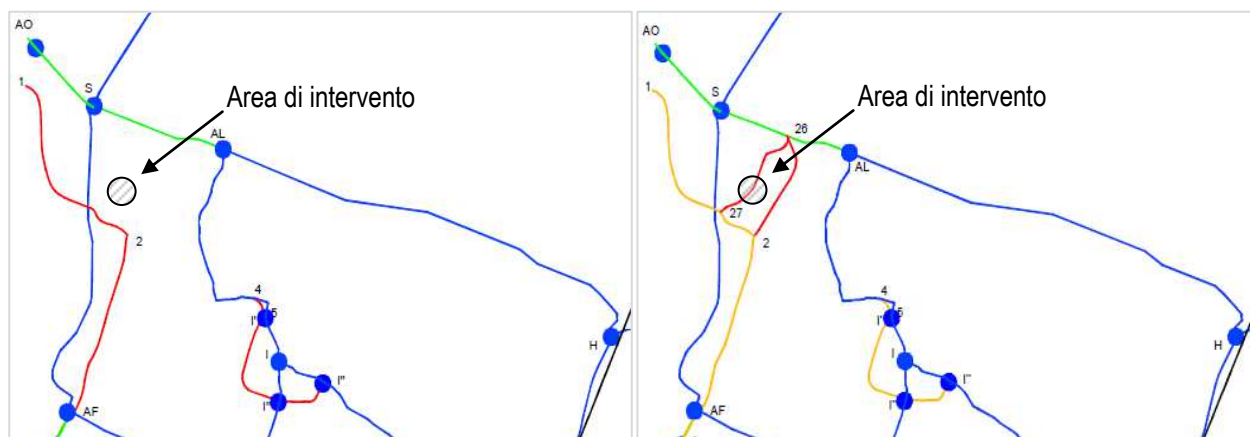 AO
1
S
Area di intervento
AL
2
4
5
I'
I
I''
I'''
H
AF
AO
1
S
Area di intervento
26
AL
27
2
4
5
I'
I
I''
I'''
H
AF